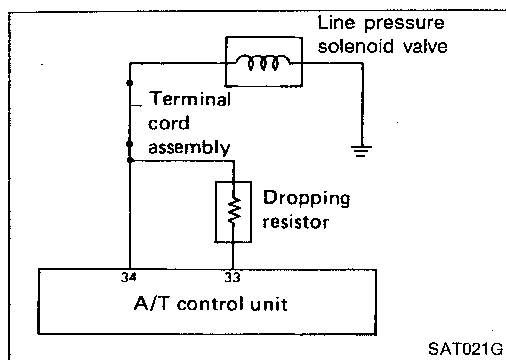 Line pressure
solenoid valve
Terminal
cord
assembly
Dropping
resistor
34
33
A/T control unit
SAT021G